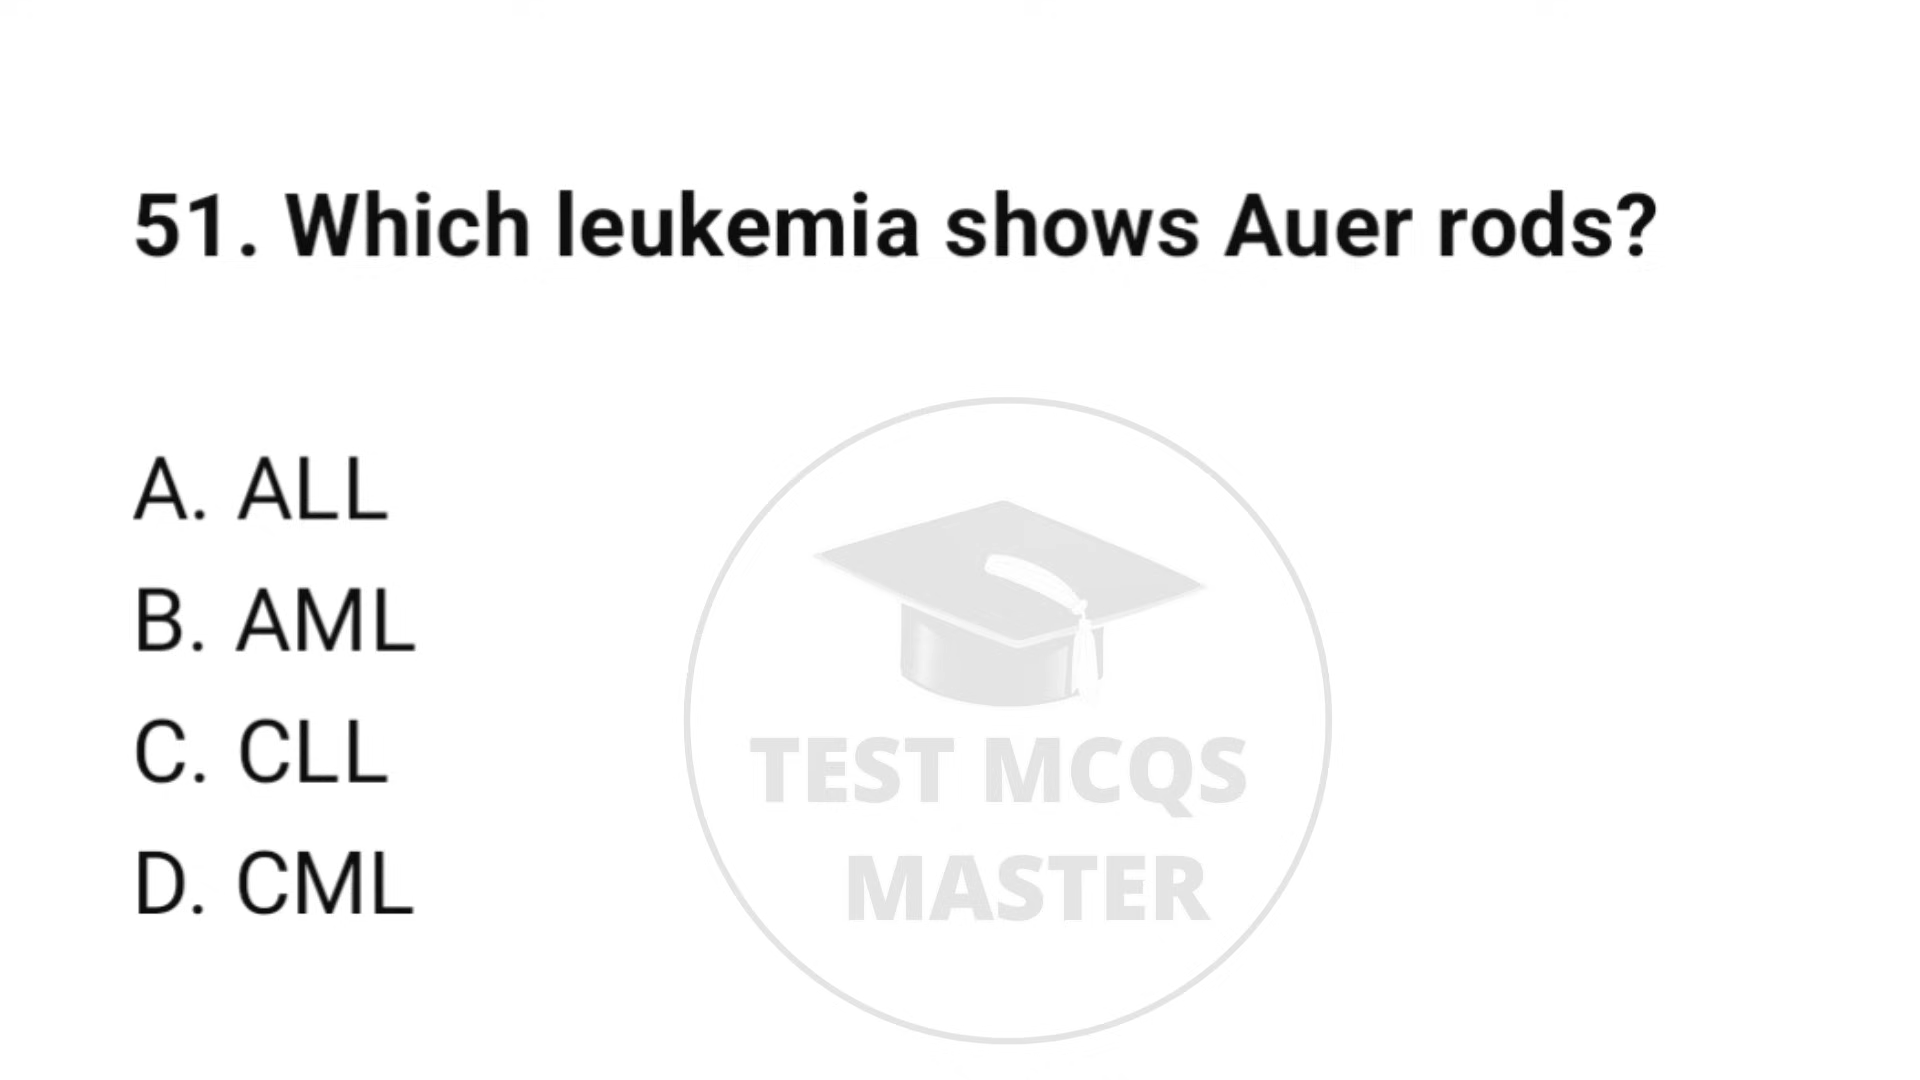 51. Which leukemia shows Auer rods?
A. ALL
B. AML
C. CLL
D. CML
TEST MCQS
MASTER